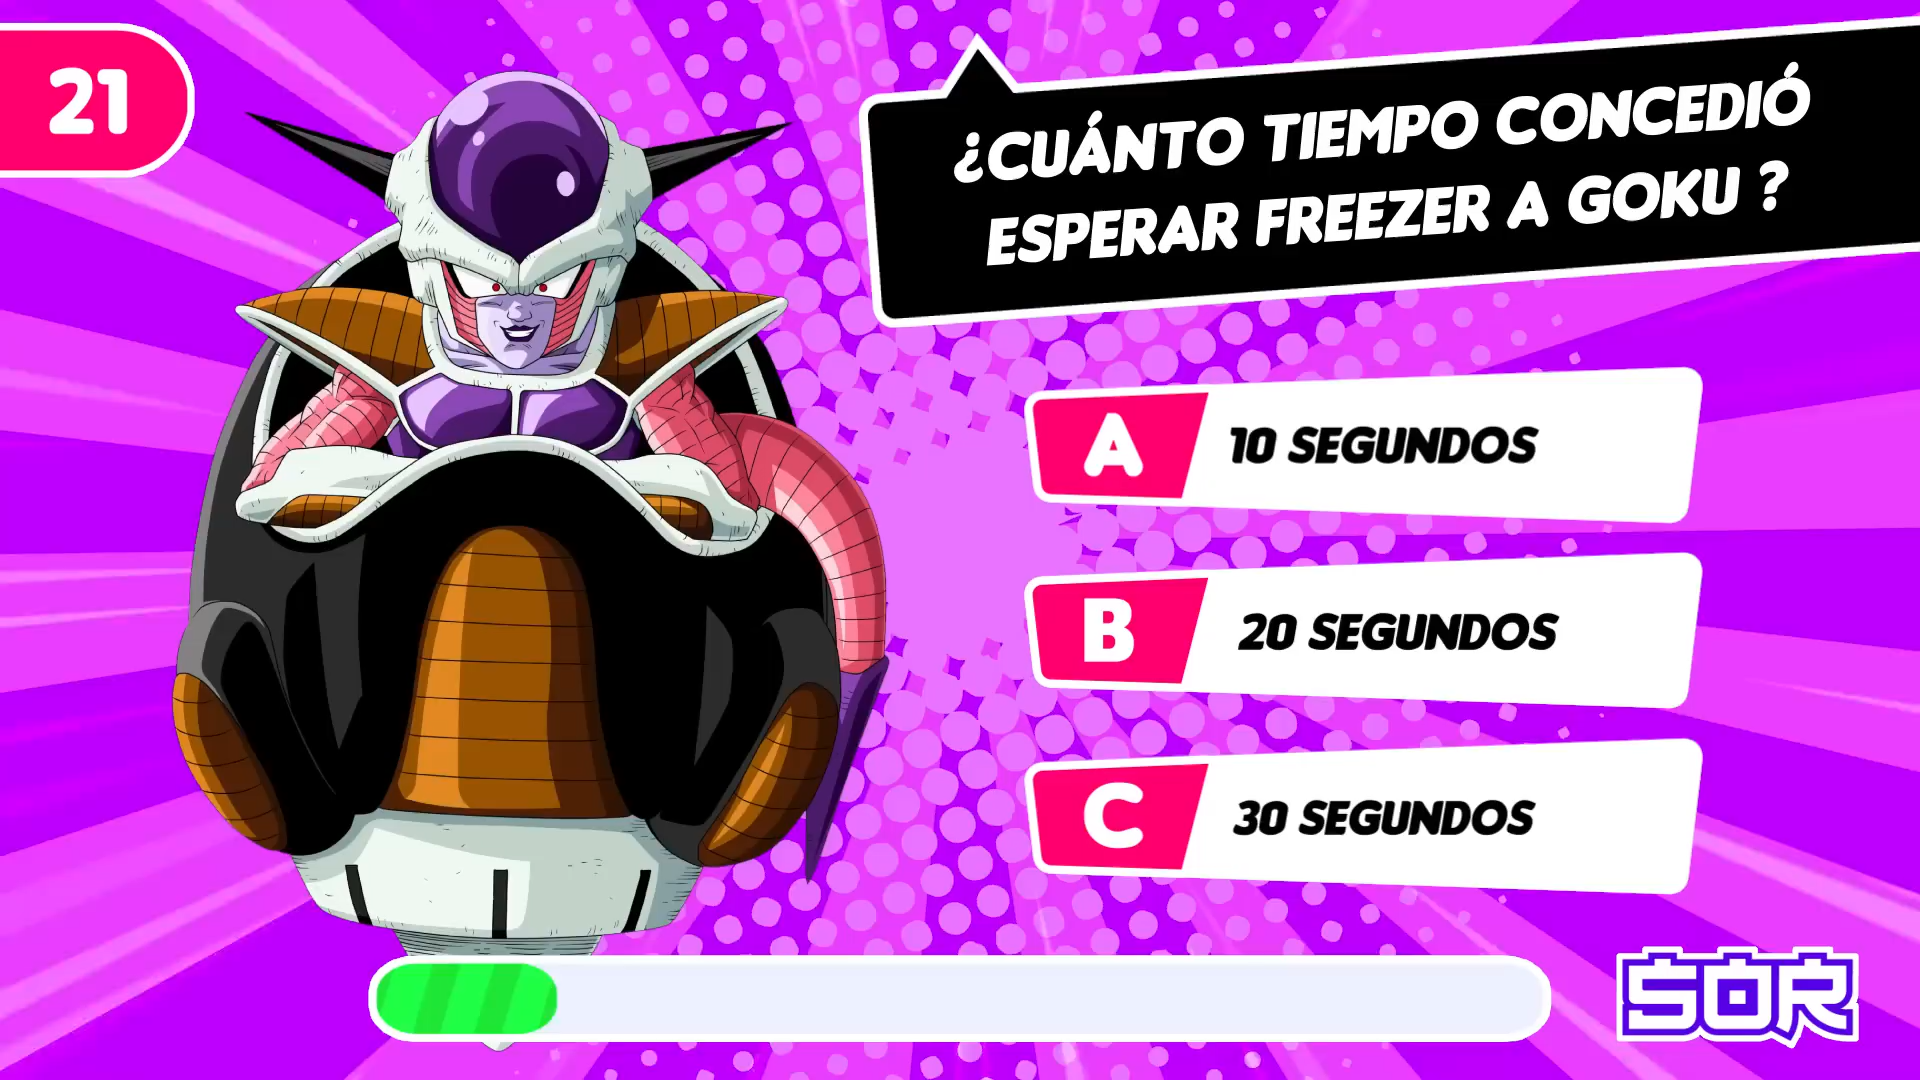 21
¿CUÁNTO TIEMPO CONCEDIÓ
ESPERAR FREEZER A GOKU ?
A 10 SEGUNDOS
B 20 SEGUNDOS
C 30 SEGUNDOS
SOR